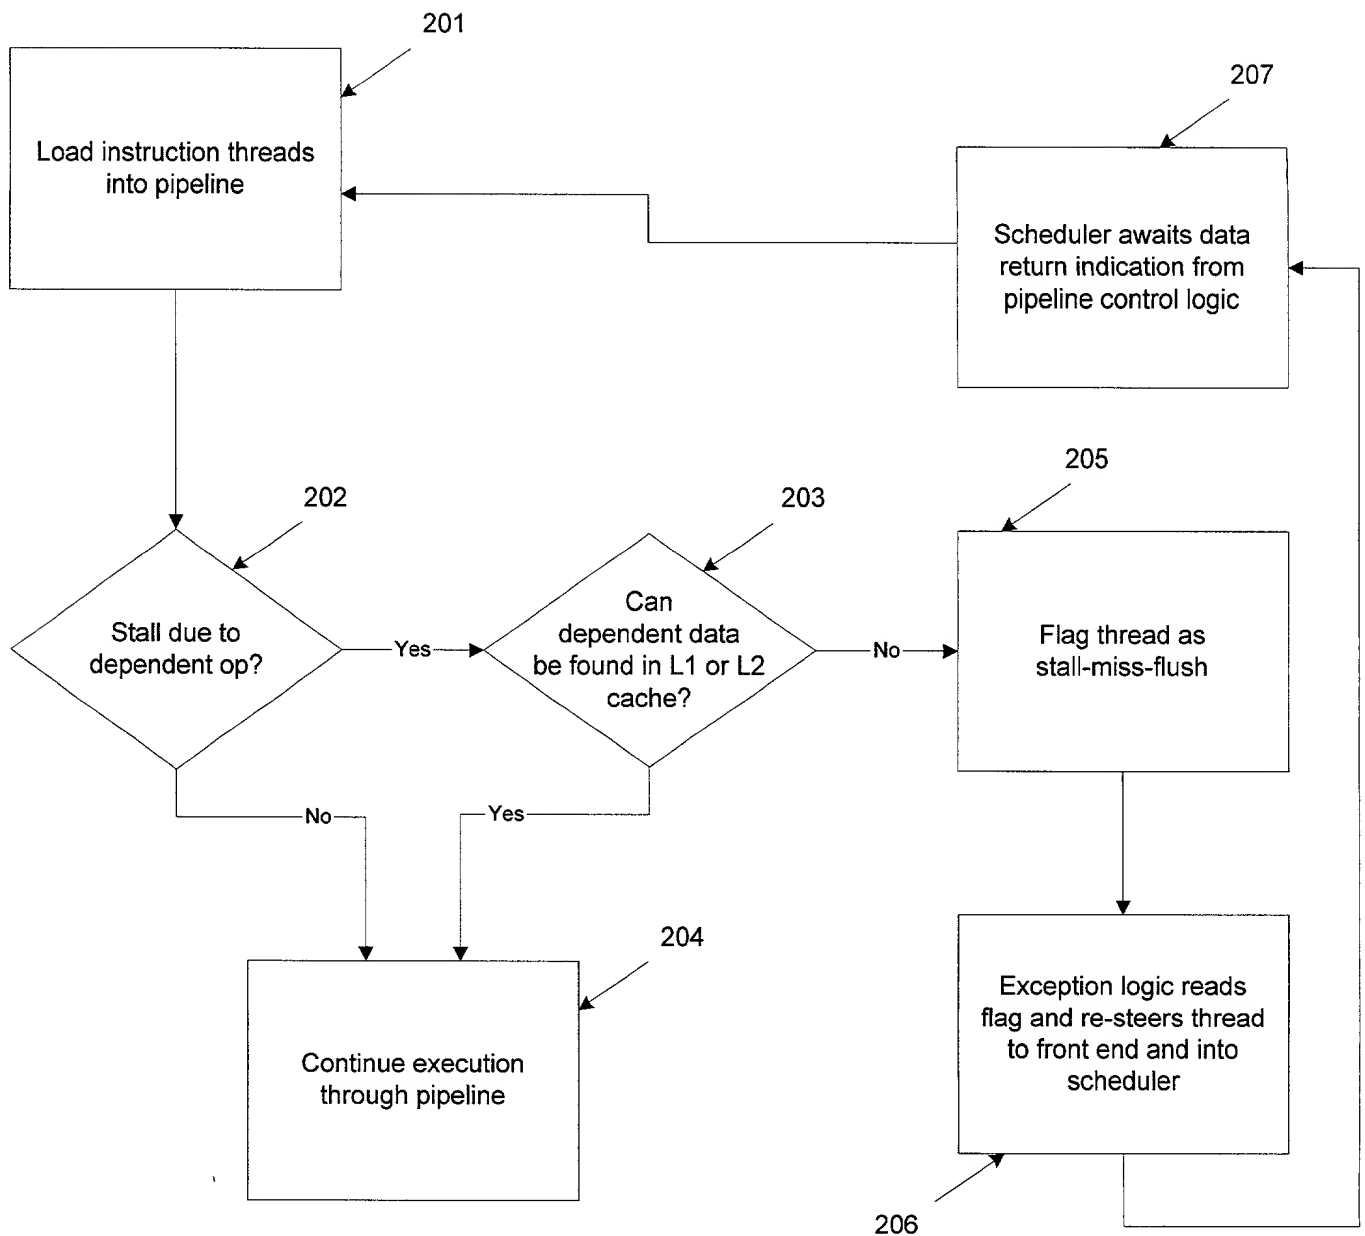 201
Load instruction threads
into pipeline
207
Scheduler awaits data
return indication from
pipeline control logic
202
Stall due to
dependent op?
Yes
203
Can
dependent data
be found in L1 or L2
cache?
No
205
Flag thread as
stall-miss-flush
No
Yes
204
Continue execution
through pipeline
Exception logic reads
flag and re-steers thread
to front end and into
scheduler
206